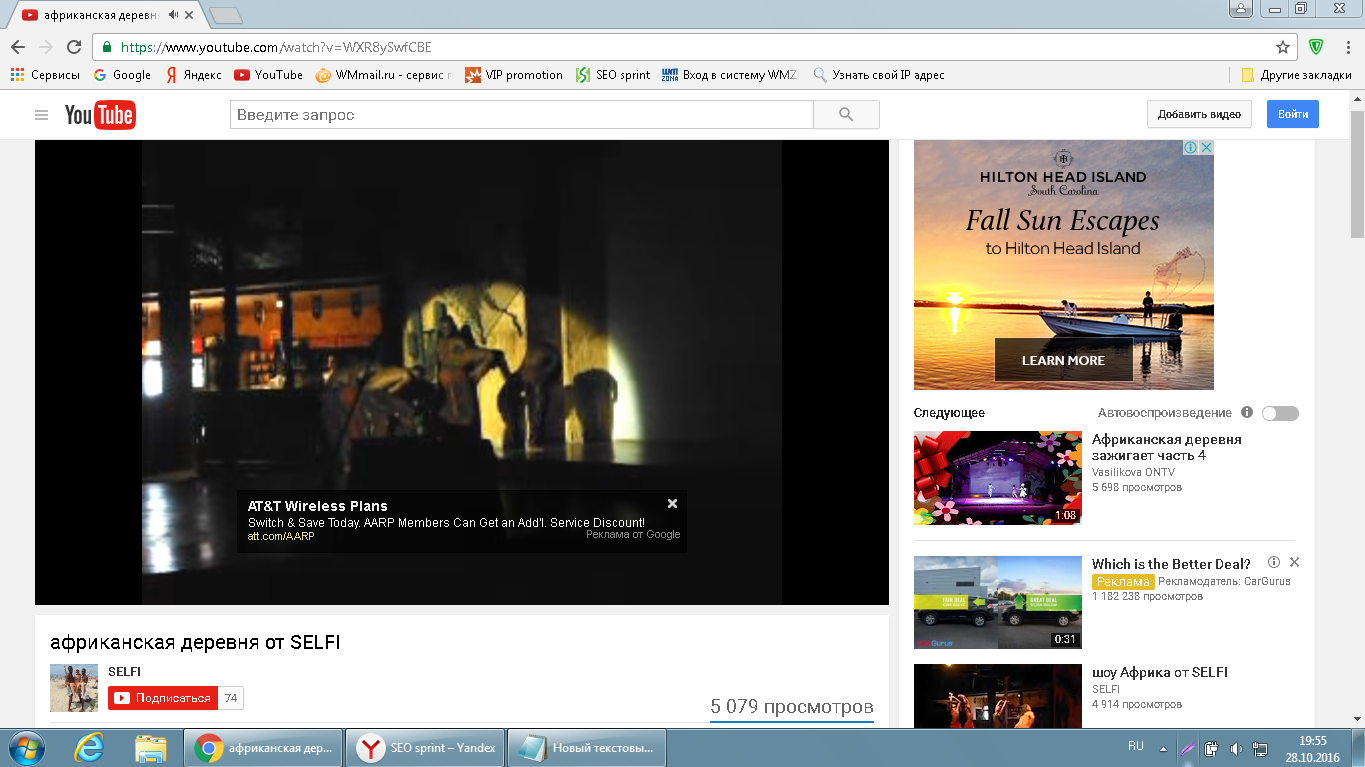 африканская деревня
https://www.youtube.com/watch?v=WXR8ySwfCBE
Сервисы
Google
Яндекс
YouTube
WMmail.ru - сервис
VIP promotion
SEO sprint
Вход в систему WMZ
Узнать свой IP адрес
Другие закладки
YouTube
Введите запрос
Добавить видео
Войти
AT&T Wireless Plans
Switch & Save Today. AARP Members Can Get an Add'l. Service Discount!
att.com/AARP
Реклама от Google
африканская деревня от SELFI
SELFI
Подписаться 74
5 079 просмотров
HILTON HEAD ISLAND
South Carolina
Fall Sun Escapes
to Hilton Head Island
LEARN MORE
Следующее
Автовоспроизведение
Африканская деревня
зажигает часть 4
Vasilikova ONTV
5 698 просмотров
1:08
Which is the Better Deal?
Реклама Рекламодатель: CarGurus
1 182 238 просмотров
FAIR DEAL
GREAT DEAL
0:31
шоу Африка от SELFI
SELFI
4 914 просмотров
африканская дер...
SEO sprint – Yandex
Новый текстовы...
RU
19:55
28.10.2016